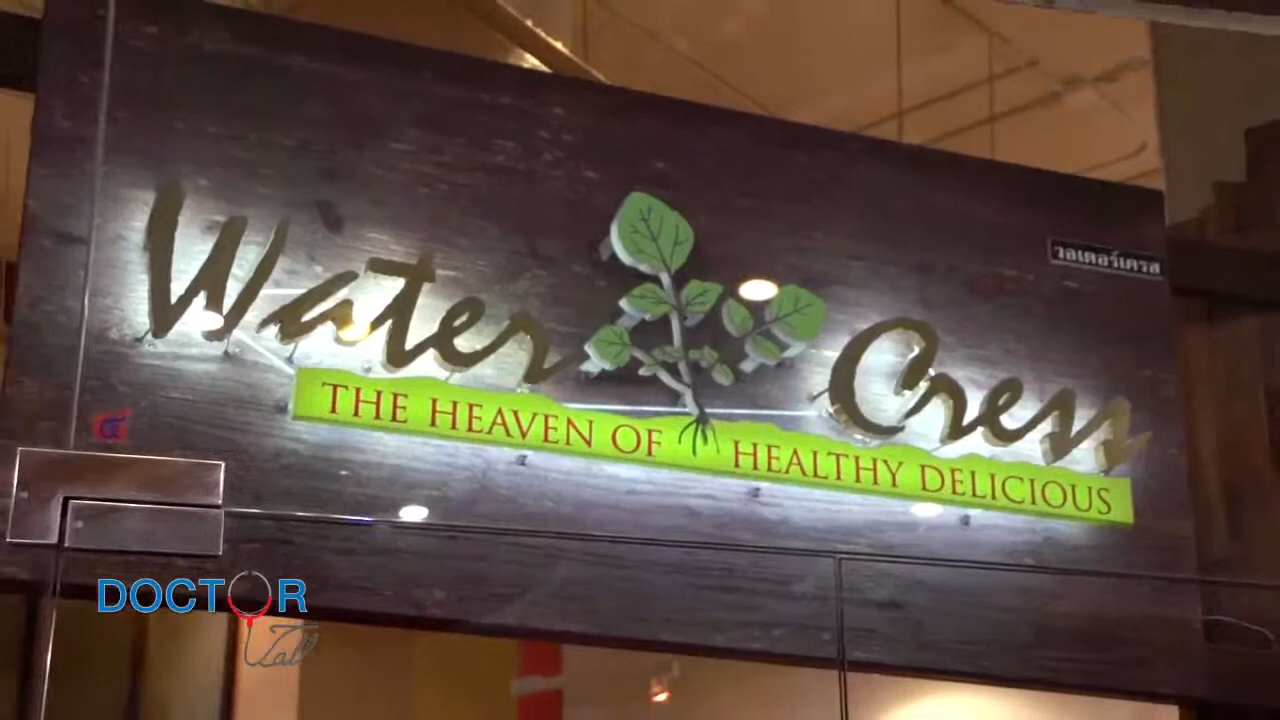 Water Cress
วอเตอร์เครส
THE HEAVEN OF HEALTHY DELICIOUS
DOCTOR
Talk